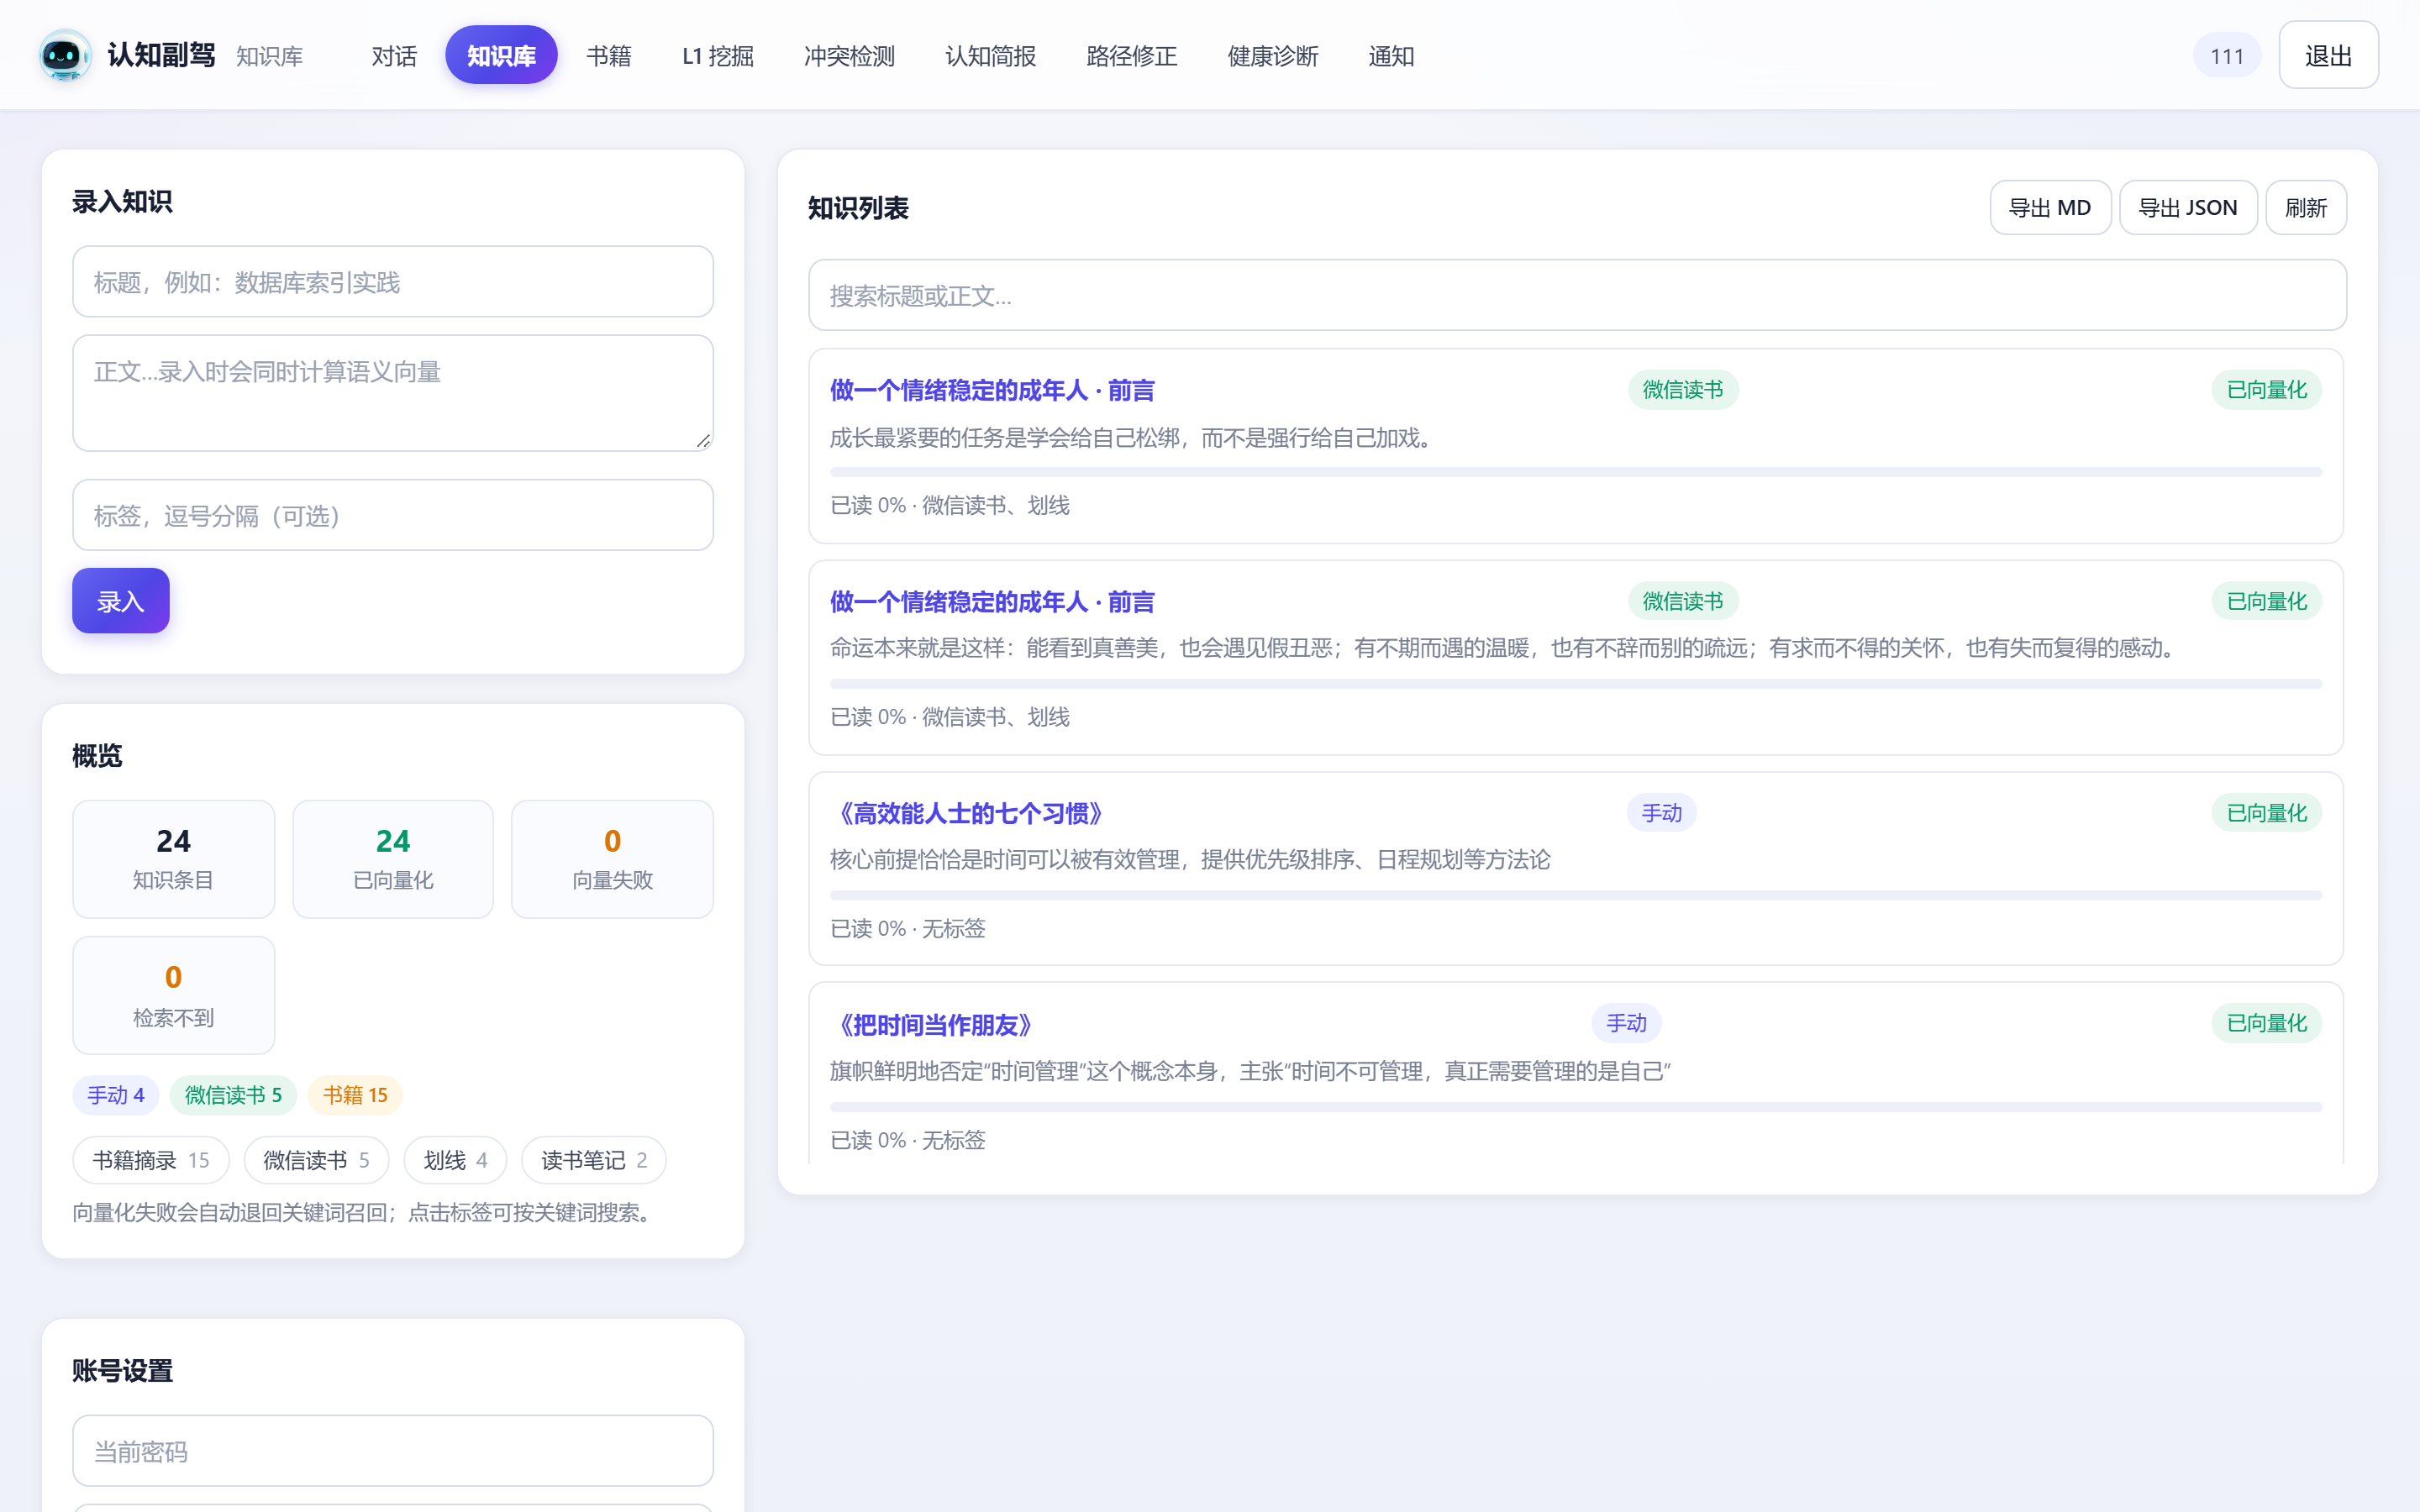 认知副驾 知识库 对话 知识库 书籍 L1 挖掘 冲突检测 认知简报 路径修正 健康诊断 通知 111 退出
录入知识
标题，例如：数据库索引实践
正文...录入时会同时计算语义向量
标签，逗号分隔（可选）
录入
概览
24
知识条目
24
已向量化
0
向量失败
0
检索不到
手动 4 微信读书 5 书籍 15
书籍摘录 15 微信读书 5 划线 4 读书笔记 2
向量化失败会自动退回关键词召回；点击标签可按关键词搜索。
账号设置
当前密码
知识列表 导出 MD 导出 JSON 刷新
搜索标题或正文...
做一个情绪稳定的成年人 · 前言 微信读书 已向量化
成长最紧要的任务是学会给自己松绑，而不是强行给自己加戏。
已读 0% · 微信读书、划线
做一个情绪稳定的成年人 · 前言 微信读书 已向量化
命运本来就是这样：能看到真善美，也会遇见假丑恶；有不期而遇的温暖，也有不辞而别的疏远；有求而不得的关怀，也有失而复得的感动。
已读 0% · 微信读书、划线
《高效能人士的七个习惯》 手动 已向量化
核心前提恰恰是时间可以被有效管理，提供优先级排序、日程规划等方法论
已读 0% · 无标签
《把时间当作朋友》 手动 已向量化
旗帜鲜明地否定“时间管理”这个概念本身，主张“时间不可管理，真正需要管理的是自己”
已读 0% · 无标签